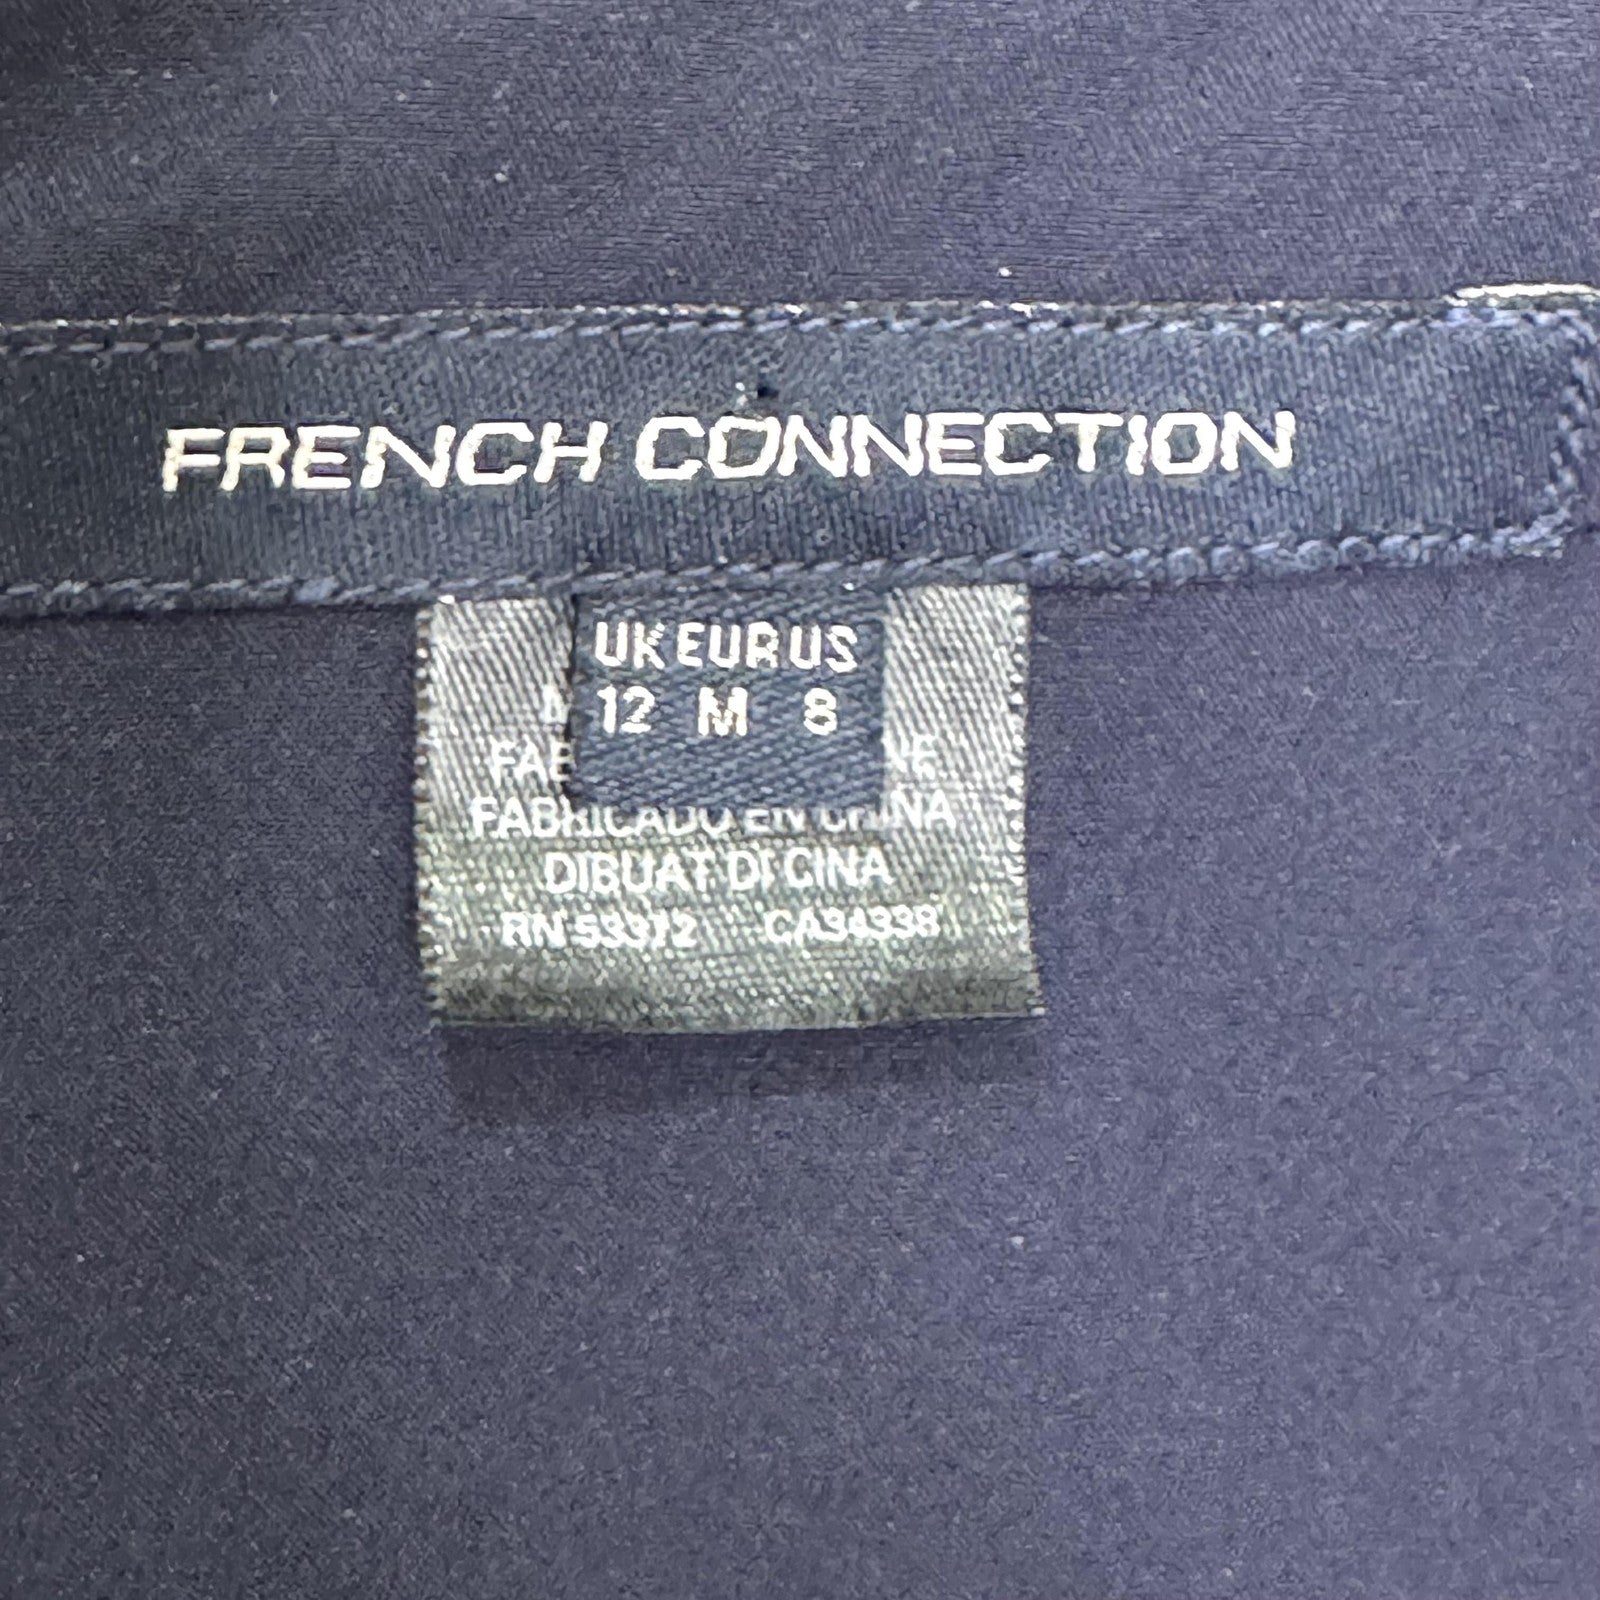 FRENCH CONNECTION
UK EUR US
12 M 8
FABRICADO EN CHINA
DIBUAT DI CINA
RN 53372 CA34338